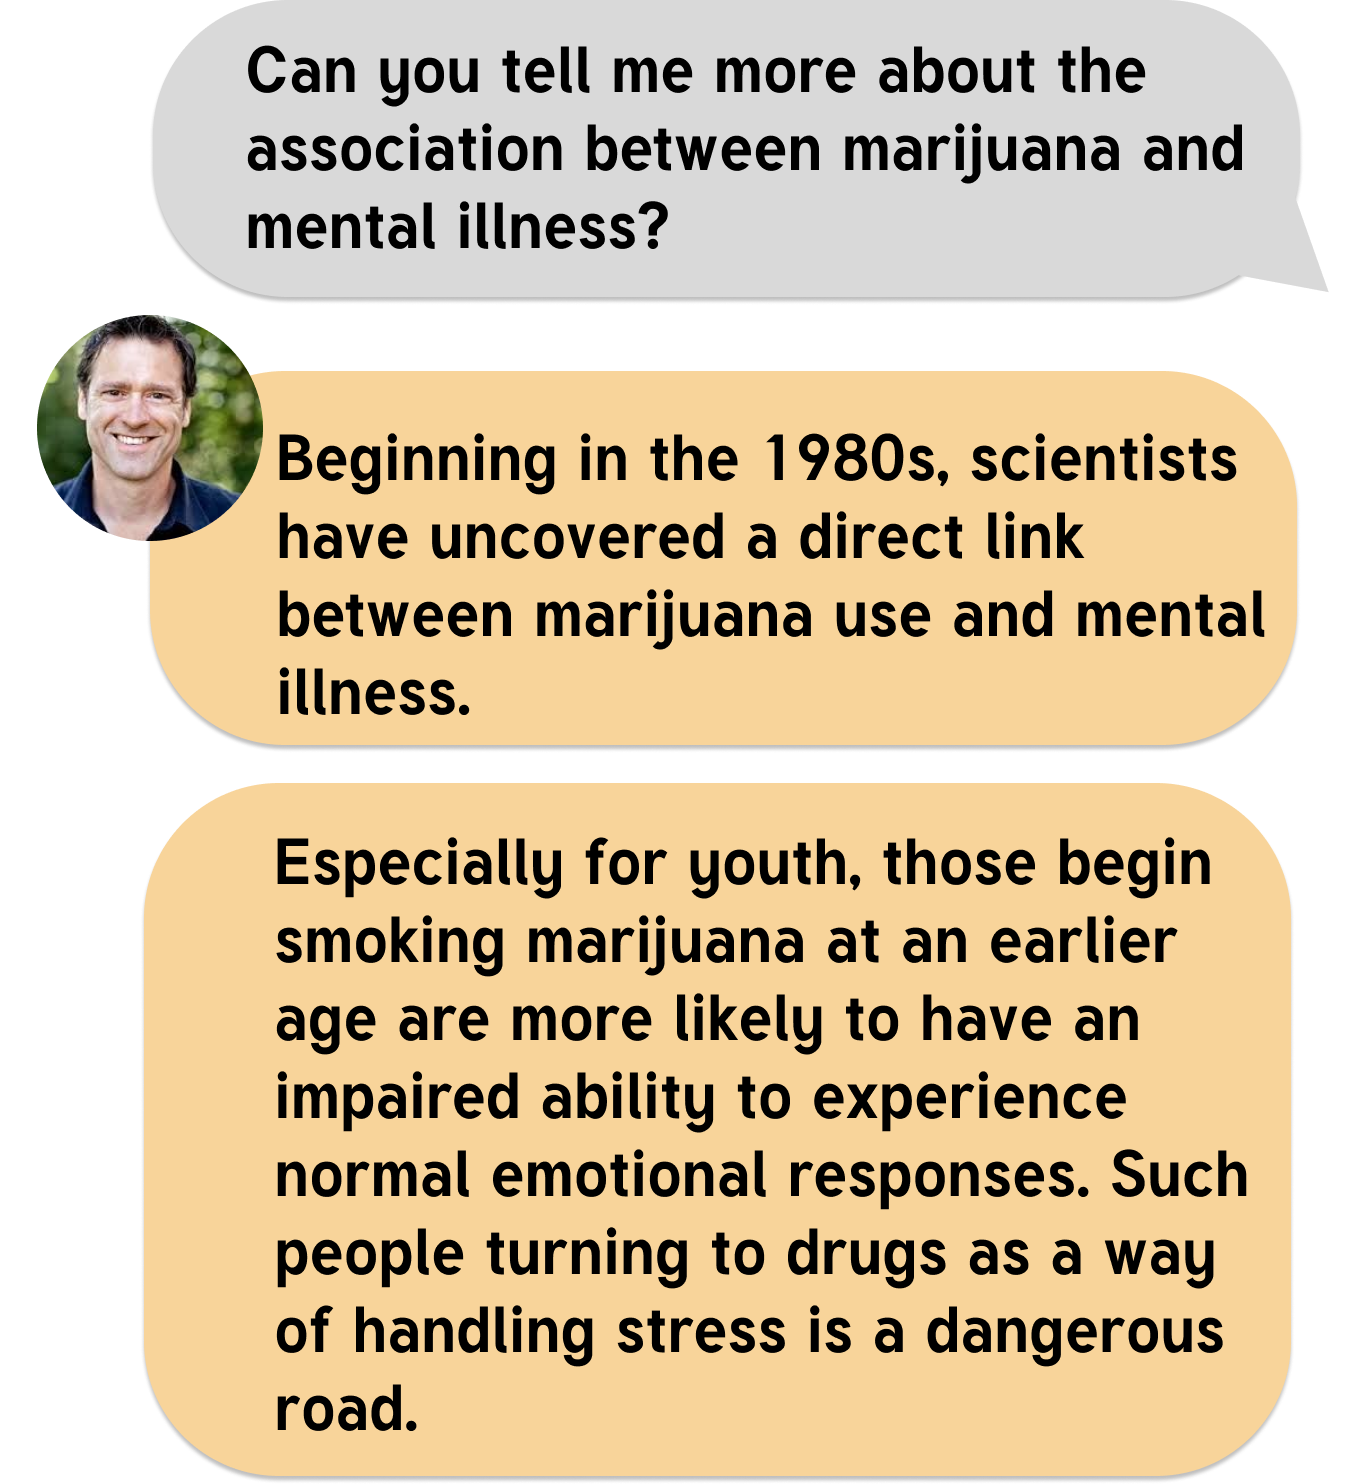 Can you tell me more about the
association between marijuana and
mental illness?
Beginning in the 1980s, scientists
have uncovered a direct link
between marijuana use and mental
illness.
Especially for youth, those begin
smoking marijuana at an earlier
age are more likely to have an
impaired ability to experience
normal emotional responses. Such
people turning to drugs as a way
of handling stress is a dangerous
road.